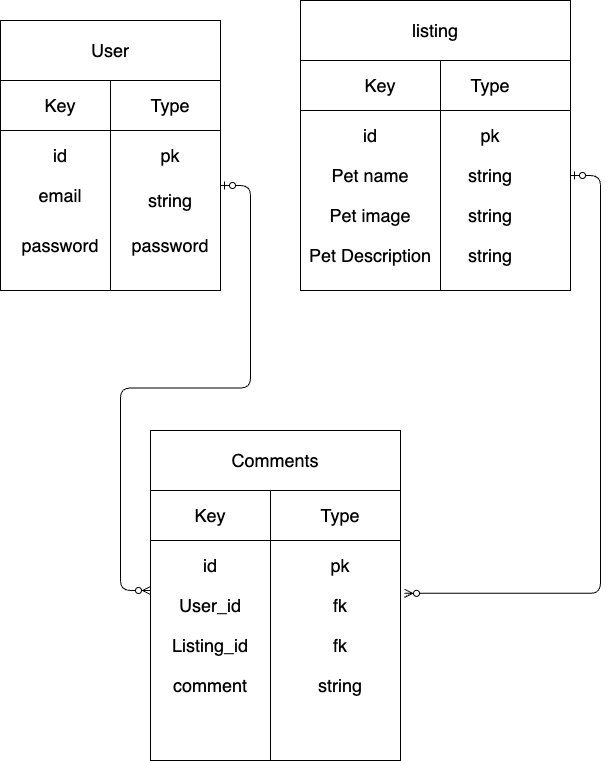 User
Key Type
id pk
email string
password password
listing
Key Type
id pk
Pet name string
Pet image string
Pet Description string
Comments
Key Type
id pk
User_id fk
Listing_id fk
comment string